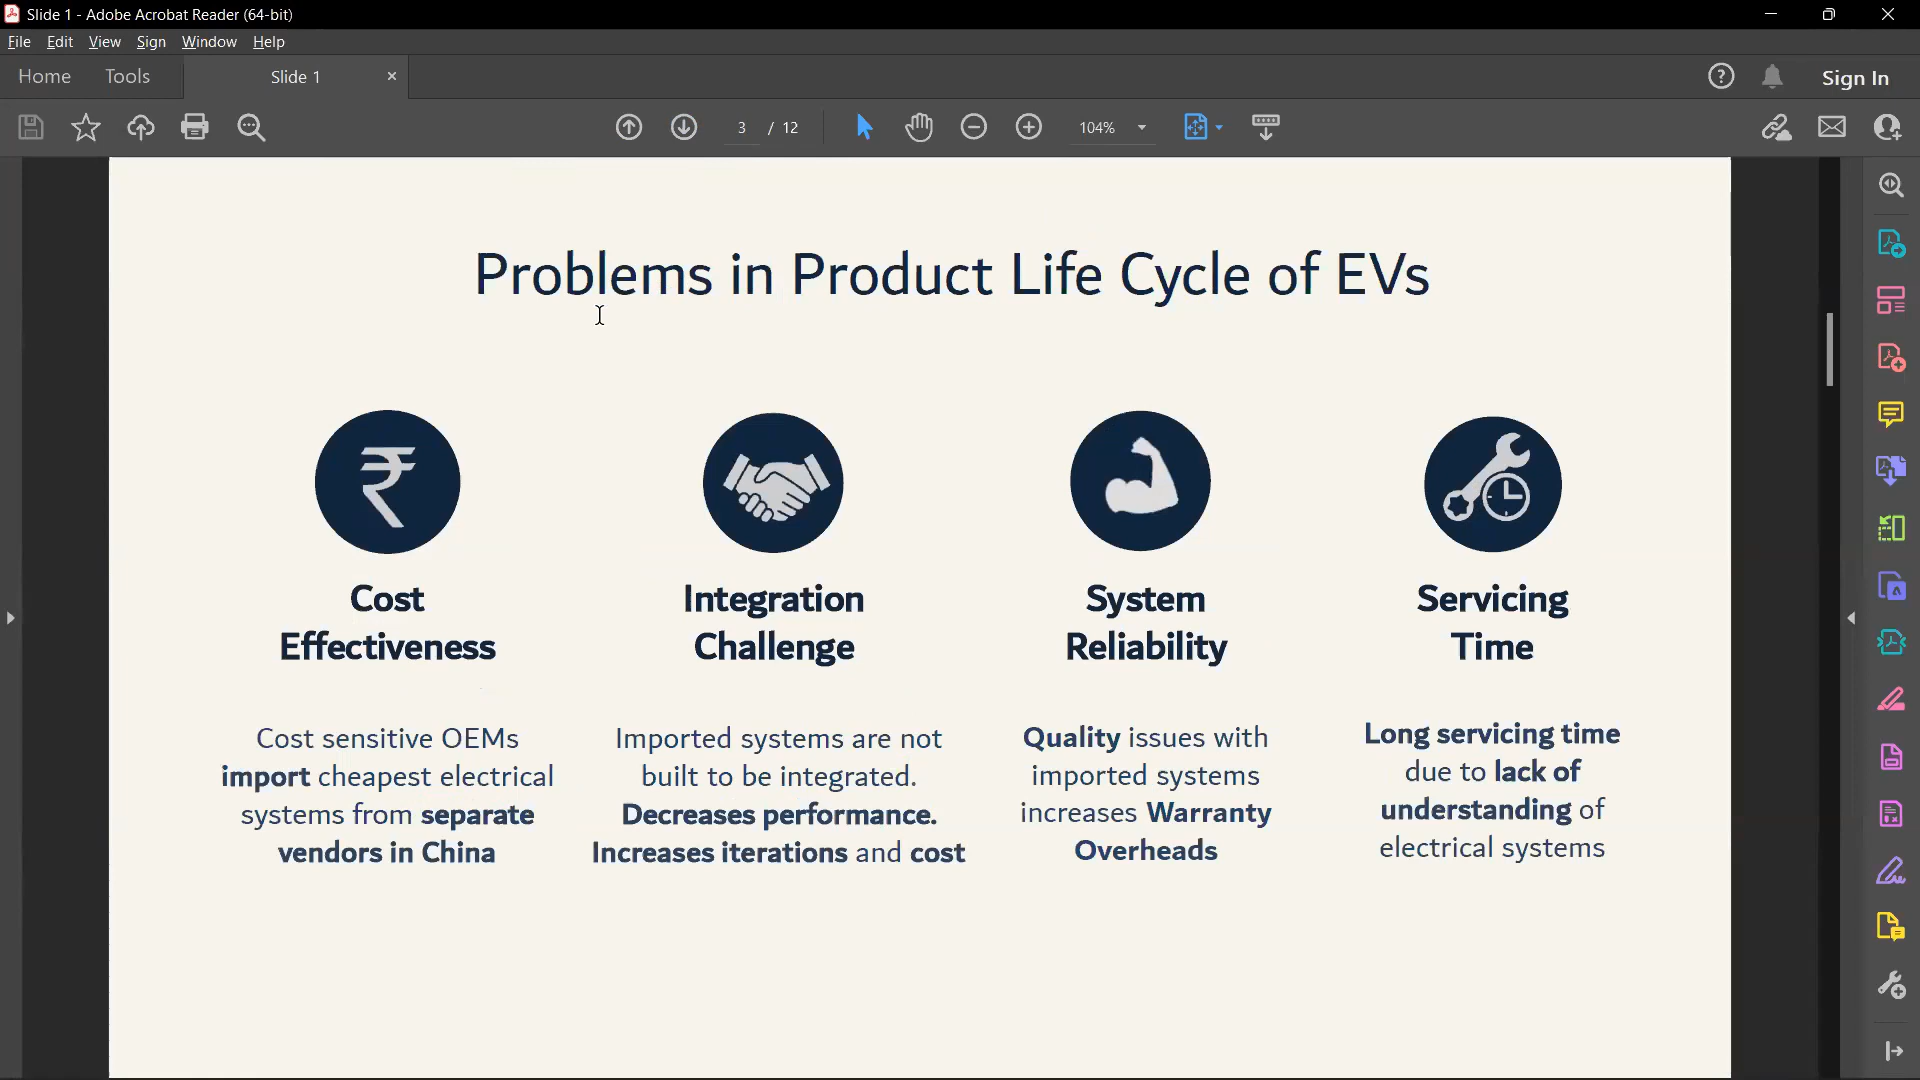 Slide 1 - Adobe Acrobat Reader (64-bit)
File Edit View Sign Window Help
Home Tools Slide 1 Sign In
3 / 12 104%
Problems in Product Life Cycle of EVs
Cost
Effectiveness
Cost sensitive OEMs
import cheapest electrical
systems from separate
vendors in China
Integration
Challenge
Imported systems are not
built to be integrated.
Decreases performance.
Increases iterations and cost
System
Reliability
Quality issues with
imported systems
increases Warranty
Overheads
Servicing
Time
Long servicing time
due to lack of
understanding of
electrical systems